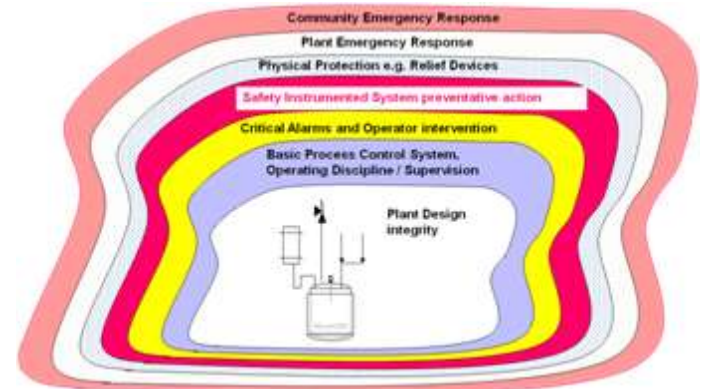 Community Emergency Response
Plant Emergency Response
Physical Protection e.g. Relief Devices
Safety Instrumented System preventative action
Critical Alarms and Operator intervention
Basic Process Control System,
Operating Discipline / Supervision
Plant Design
integrity